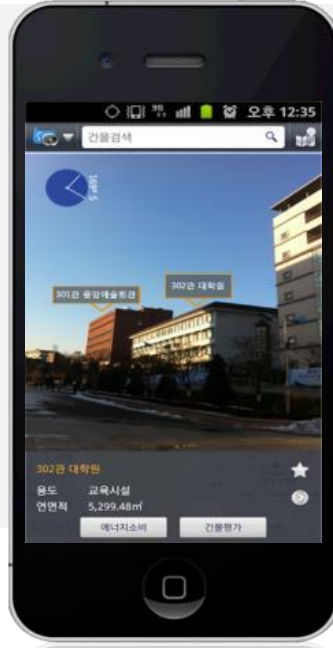 3G
오후 12:35
건물검색
301관 중앙예술회관
302관 대학원
302관 대학원
용도 교육시설
연면적 5,299.48㎡
에너지소비
건물평가